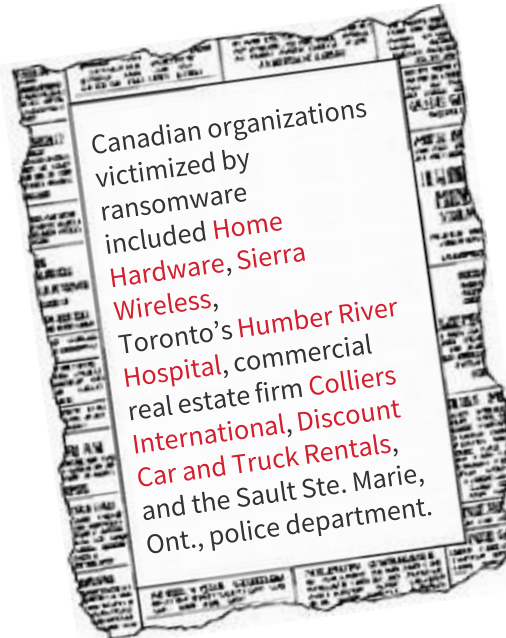 Canadian organizations
victimized by
ransomware
included Home
Hardware, Sierra
Wireless,
Toronto’s Humber River
Hospital, commercial
real estate firm Colliers
International, Discount
Car and Truck Rentals,
and the Sault Ste. Marie,
Ont., police department.